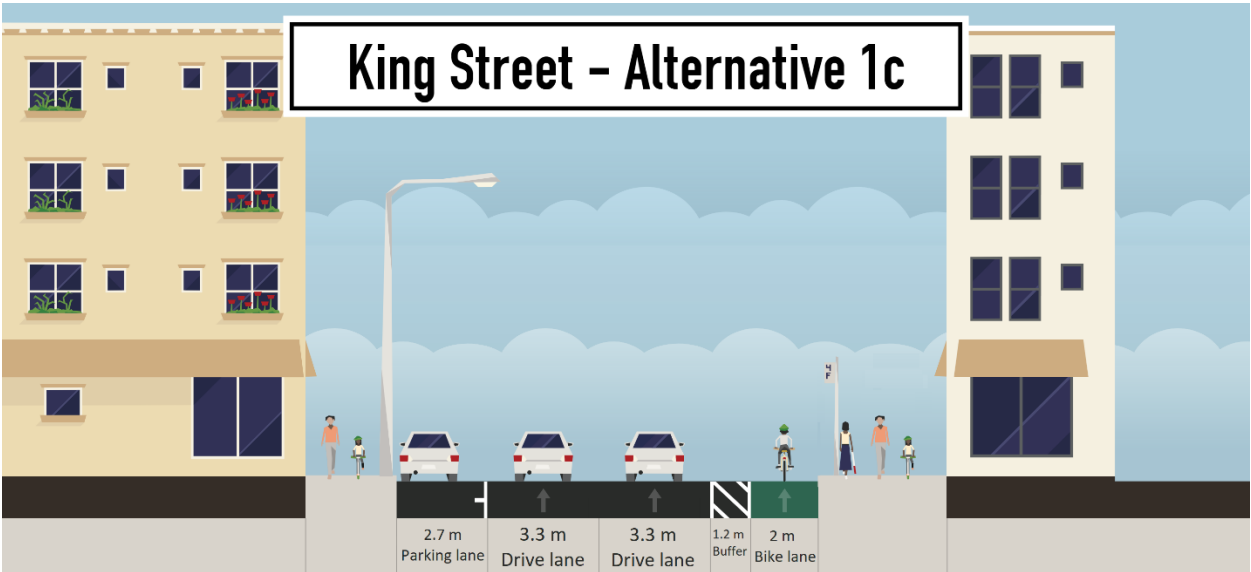 King Street – Alternative 1c
4
F
2.7 m
Parking lane
3.3 m
Drive lane
3.3 m
Drive lane
1.2 m
Buffer
2 m
Bike lane